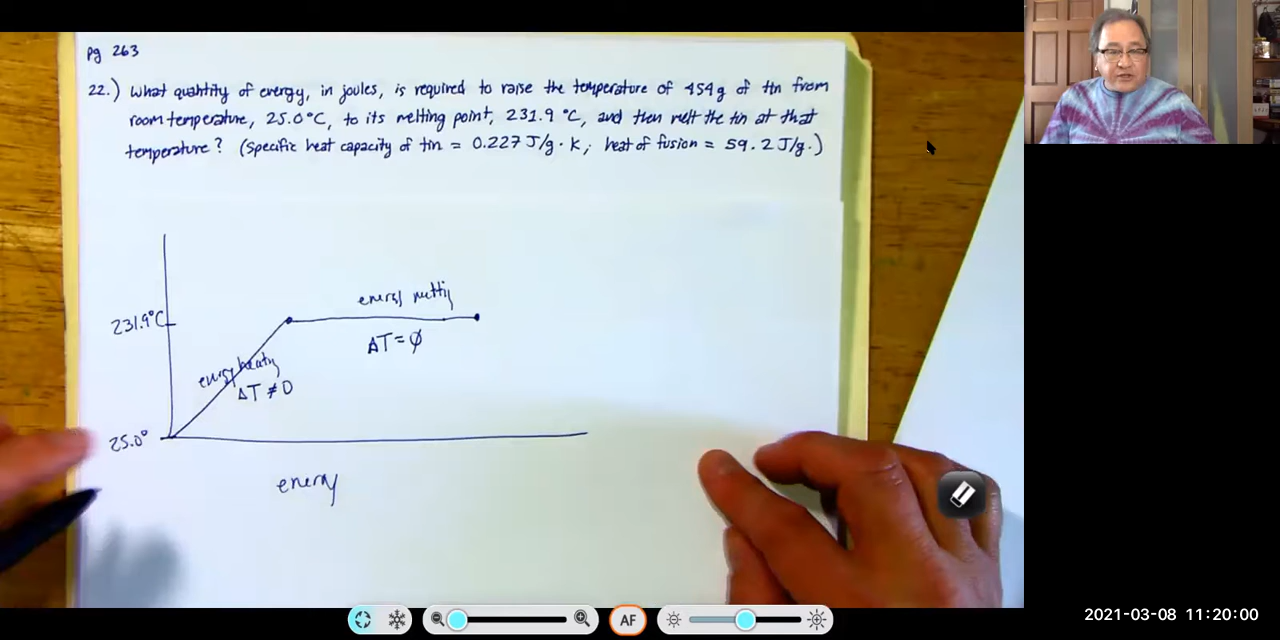 pg 263
22.) What quantity of energy, in joules, is required to raise the temperature of 454g of tin from
room temperature, 25.0°C, to its melting point, 231.9 °C, and then melt the tin at that
temperature? (Specific heat capacity of tin = 0.227 J/g·K, heat of fusion = 59.2 J/g.)
energy
231.9°C
ΔT=∅
energy
ΔT≠0
25.0°
energy
AF
2021-03-08 11:20:00